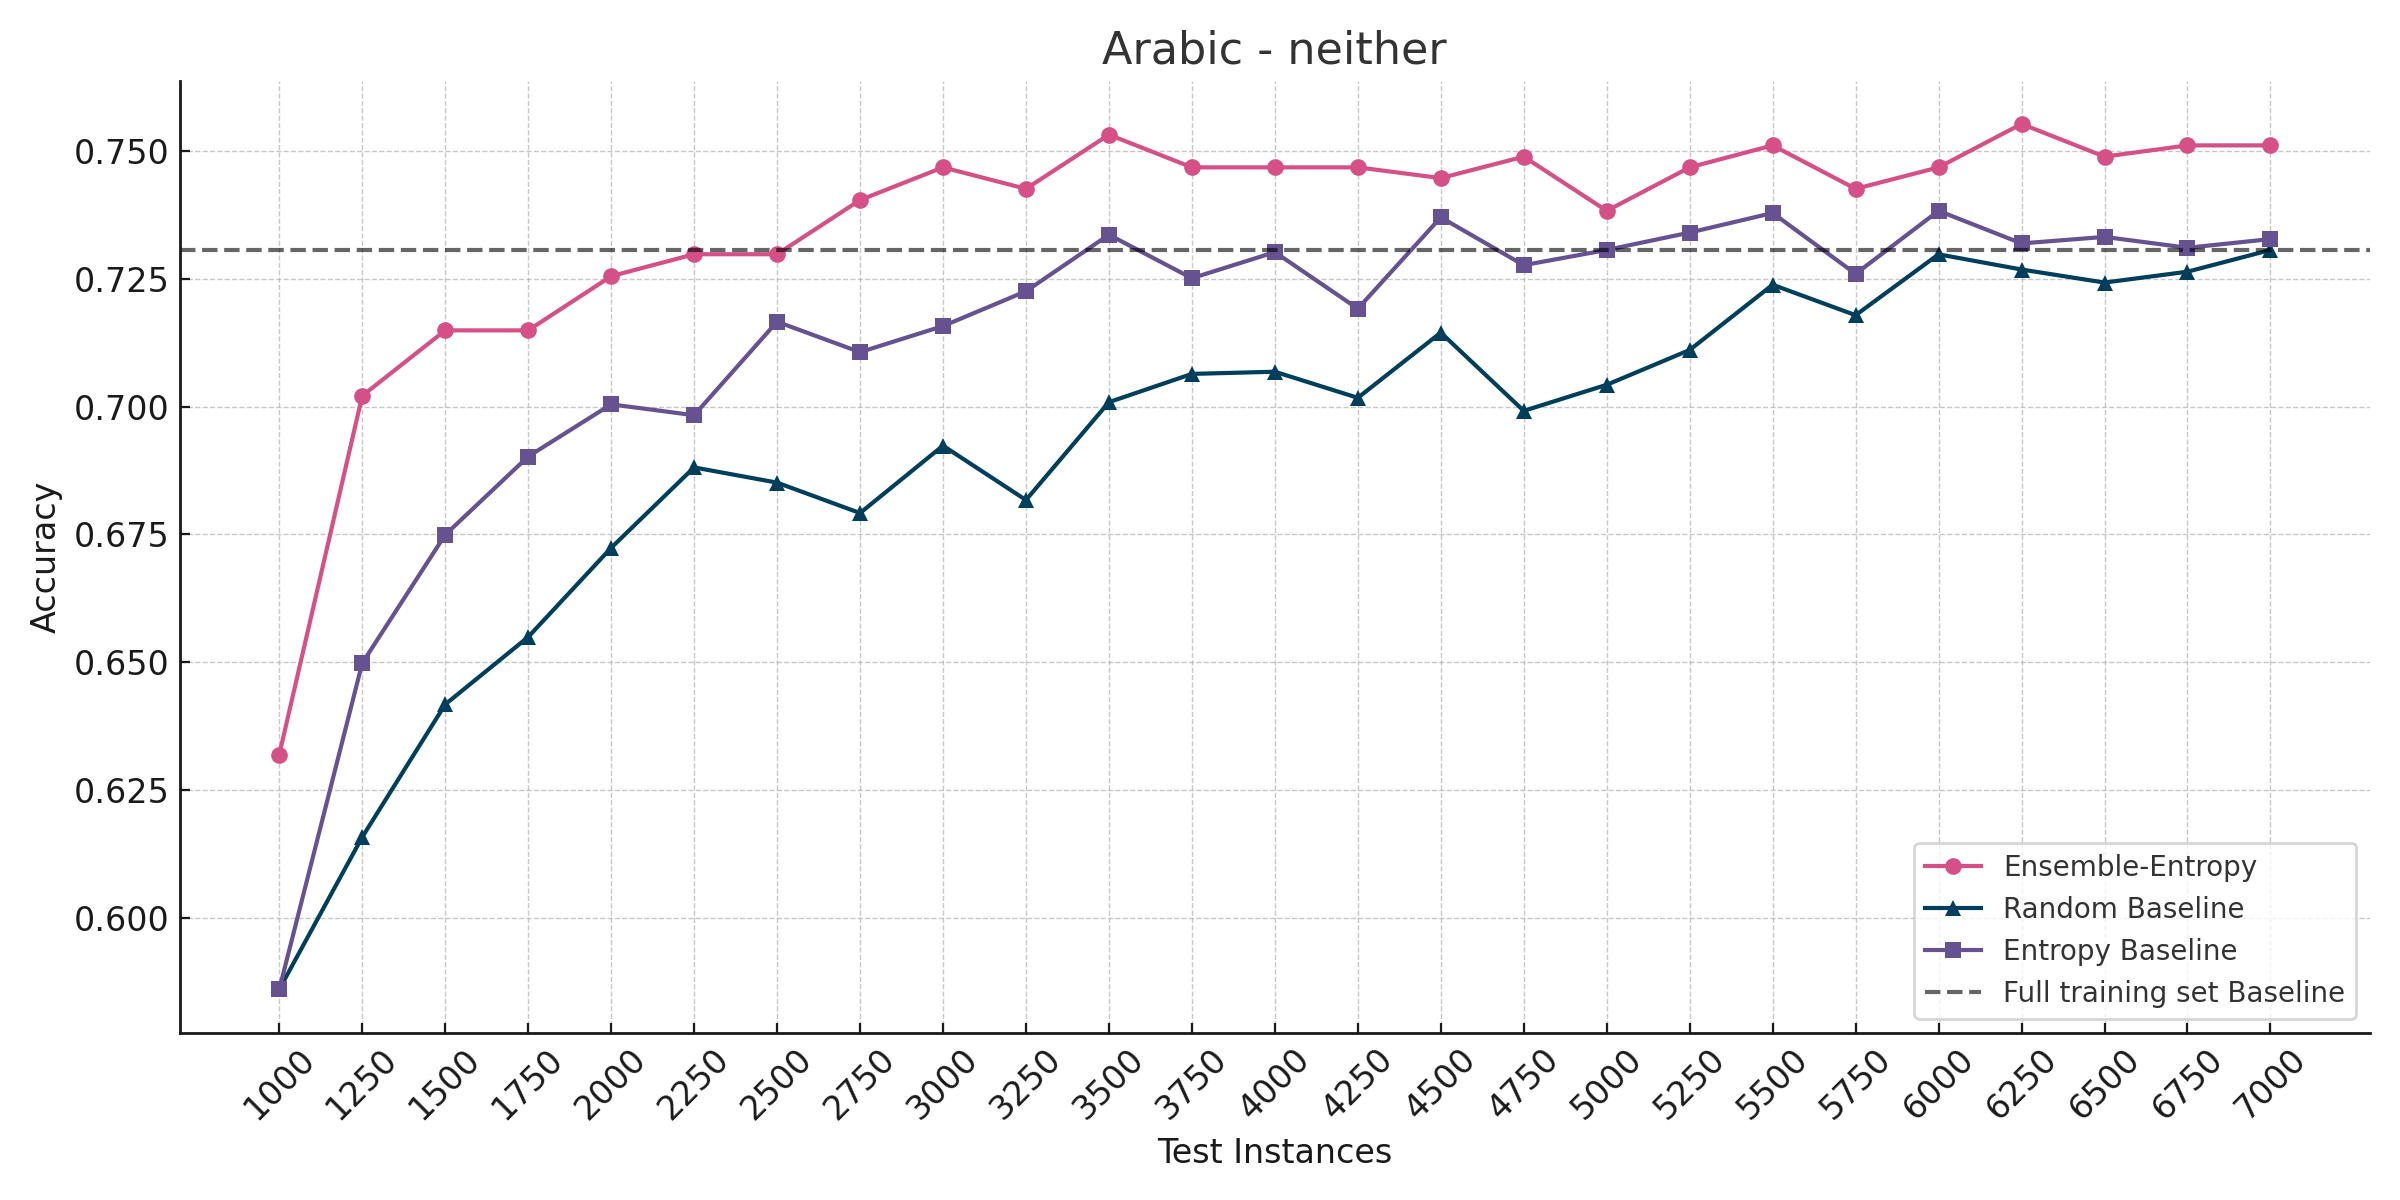 Arabic - neither
Accuracy
0.750
0.725
0.700
0.675
0.650
0.625
0.600
Ensemble-Entropy
Random Baseline
Entropy Baseline
Full training set Baseline
1000 1250 1500 1750 2000 2250 2500 2750 3000 3250 3500 3750 4000 4250 4500 4750 5000 5250 5500 5750 6000 6250 6500 6750 7000
Test Instances